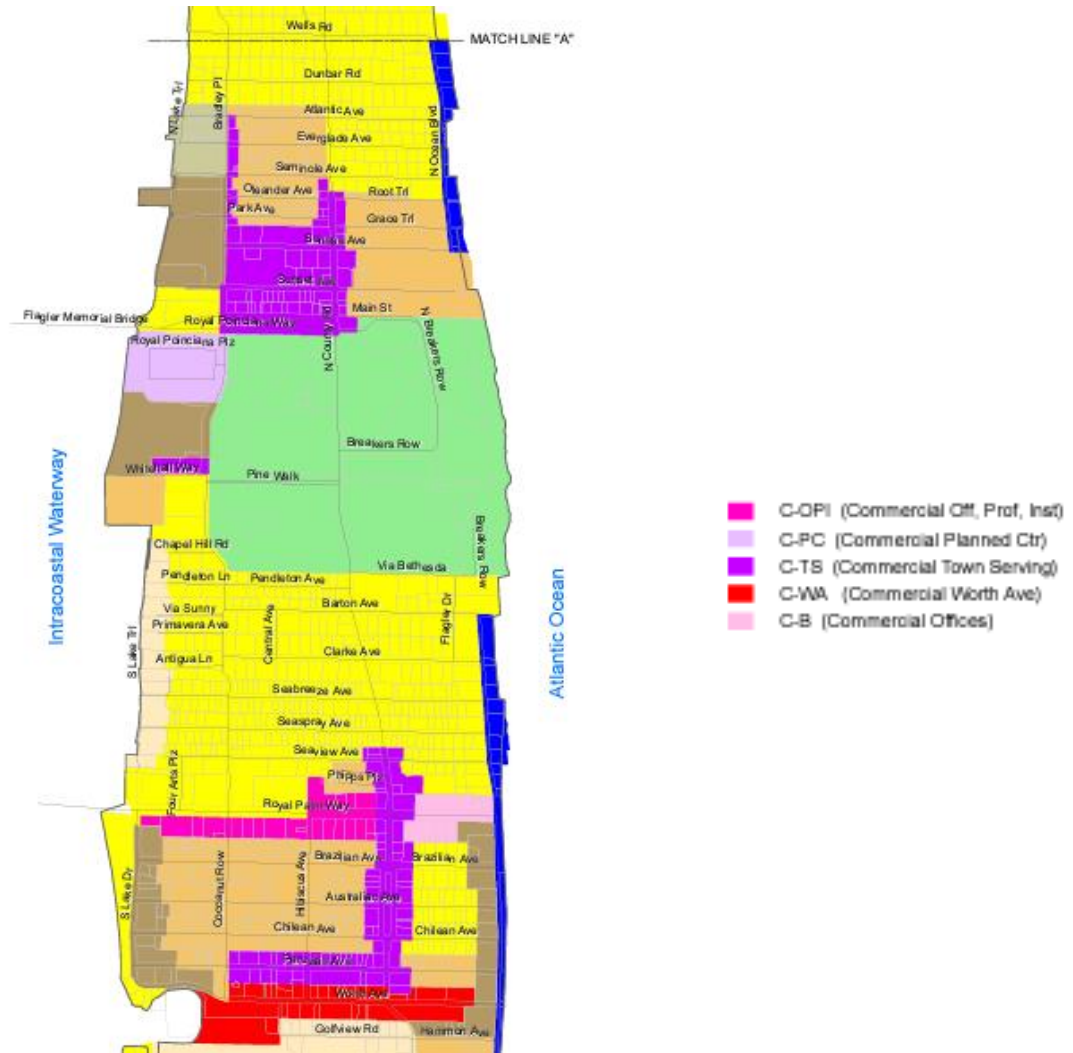 Wells Rd
MATCH LINE "A"
Dunbar Rd
N Lake Trl
Bradley Pl
N Ocean Blvd
Atlantic Ave
Everglade Ave
Seminole Ave
Oleander Ave
Root Trl
Park Ave
Grace Trl
Sunset Ave
Main St
Flagler Memorial Bridge
Royal Poinciana Way
N County Rd
N Breakers Row
Royal Poinciana Plz
Breakers Row
Whitehall Way
Pine Walk
Intracoastal Waterway
C-OPI (Commercial Off, Prof, Inst)
C-PC (Commercial Planned Ctr)
C-TS (Commercial Town Serving)
C-WA (Commercial Worth Ave)
C-B (Commercial Offices)
Chapel Hill Rd
Breakers Row
Via Bethesda
Pendleton Ln
Pendleton Ave
Atlantic Ocean
Via Sunny
Barton Ave
Flagler Dr
Primavera Ave
Central Ave
S Lake Trl
Antigua Ln
Clarke Ave
Seabreeze Ave
Seaspray Ave
Seaview Ave
Four Arts Plz
Phipps Plz
Royal Palm Way
Brazilian Ave
Brazilian Ave
S Lake Dr
Cocoanut Row
Hibiscus Ave
Australian Ave
Chilean Ave
Chilean Ave
Peruvian Ave
Worth Ave
Golfview Rd
Hammon Ave